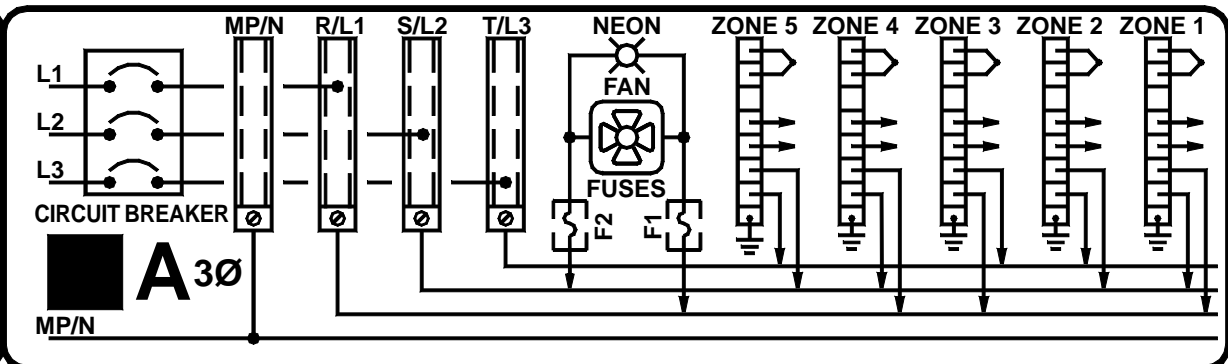 MP/N R/L1 S/L2 T/L3 NEON ZONE 5 ZONE 4 ZONE 3 ZONE 2 ZONE 1
L1
FAN
L2
L3
FUSES
CIRCUIT BREAKER
F2 F1
A 3Ø
MP/N